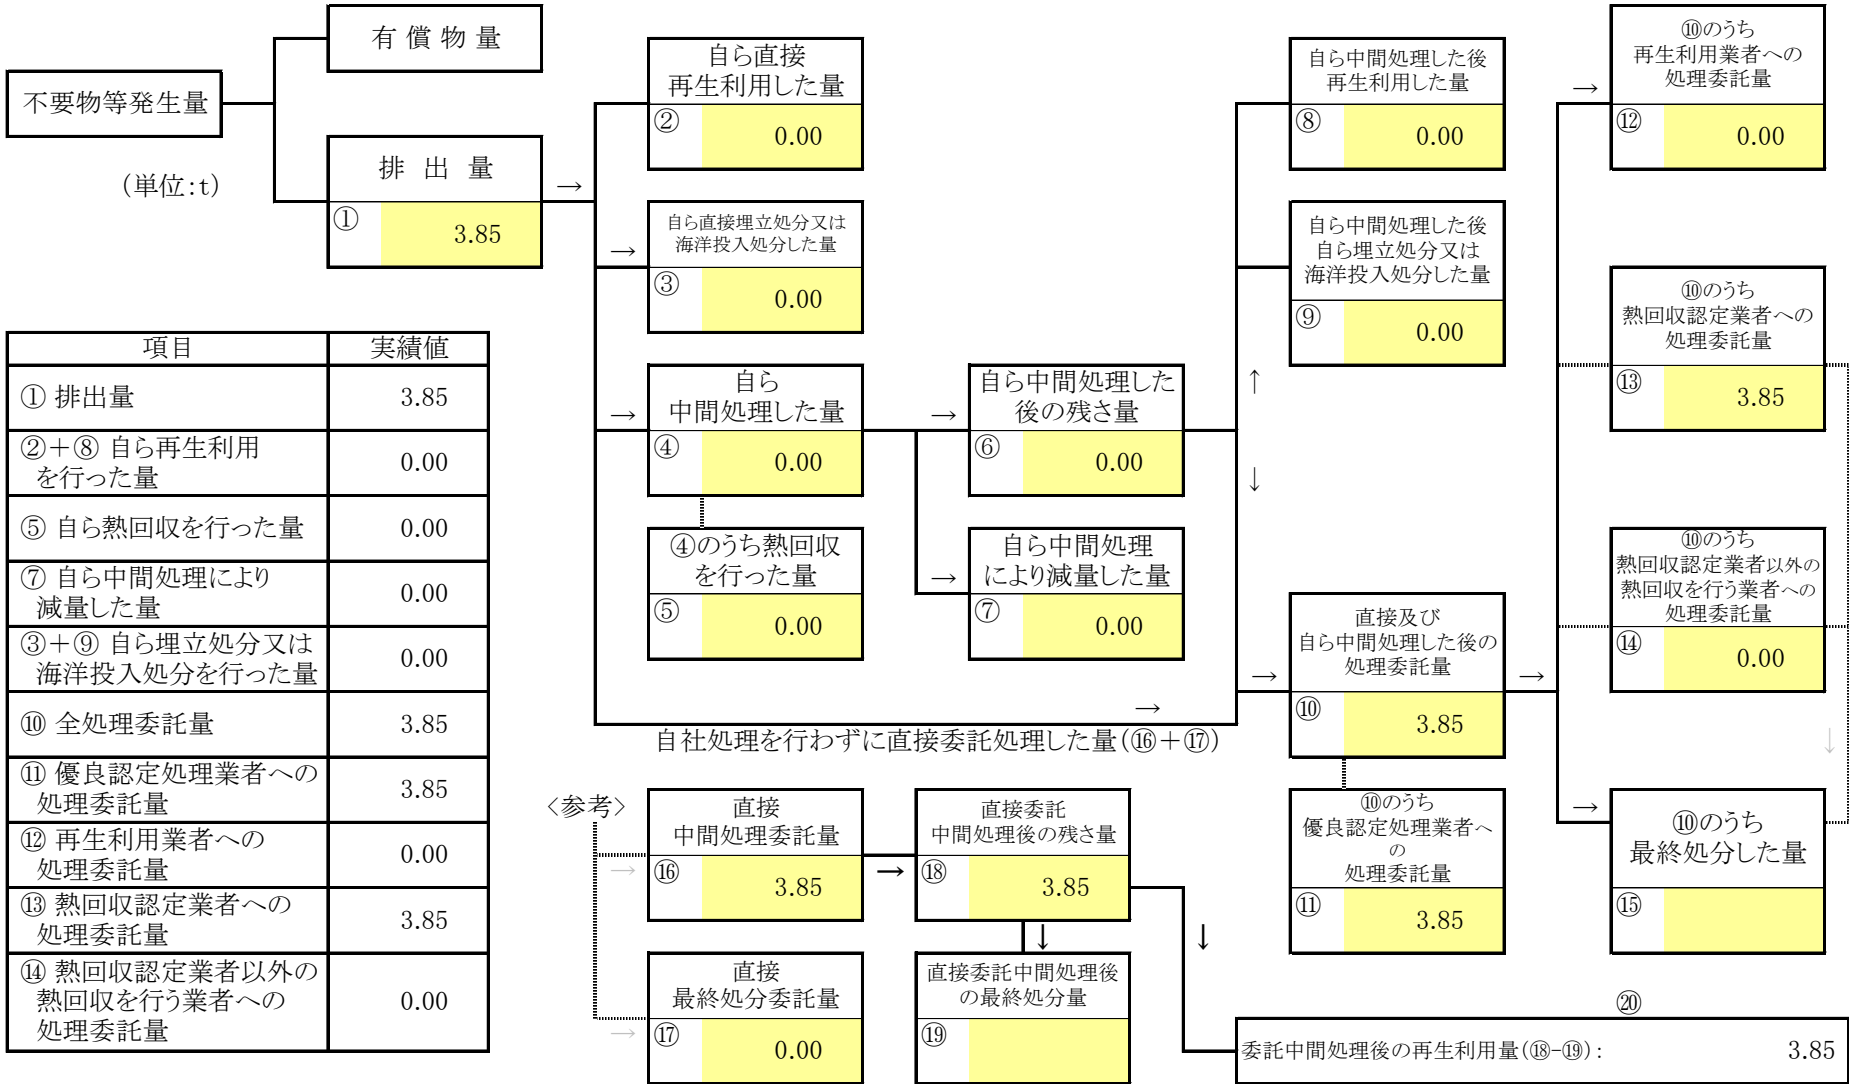 有 償 物 量
不要物等発生量
(単位:t)
排 出 量
①
3.85
→
自ら直接
再生利用した量
②
0.00
→
自ら直接埋立処分又は
海洋投入処分した量
③
0.00
→
自ら
中間処理した量
④
0.00
④のうち熱回収
を行った量
⑤
0.00
→
自ら中間処理した
後の残さ量
⑥
0.00
→
自ら中間処理
により減量した量
⑦
0.00
自ら中間処理した後
再生利用した量
⑧
0.00
自ら中間処理した後
自ら埋立処分又は
海洋投入処分した量
⑨
0.00
↑
↓
→
直接及び
自ら中間処理した後の
処理委託量
⑩
3.85
→
自社処理を行わずに直接委託処理した量(⑯+⑰)
⑩のうち
優良認定処理業者へ
の
処理委託量
⑪
3.85
→
→
⑩のうち
再生利用業者への
処理委託量
⑫
0.00
⑩のうち
熱回収認定業者への
処理委託量
⑬
3.85
⑩のうち
熱回収認定業者以外の
熱回収を行う業者への
処理委託量
⑭
0.00
↓
→
⑩のうち
最終処分した量
⑮
項目 実績値
① 排出量 3.85
②+⑧ 自ら再生利用
を行った量 0.00
⑤ 自ら熱回収を行った量 0.00
⑦ 自ら中間処理により
減量した量 0.00
③+⑨ 自ら埋立処分又は
海洋投入処分を行った量 0.00
⑩ 全処理委託量 3.85
⑪ 優良認定処理業者への
処理委託量 3.85
⑫ 再生利用業者への
処理委託量 0.00
⑬ 熱回収認定業者への
処理委託量 3.85
⑭ 熱回収認定業者以外の
熱回収を行う業者への
処理委託量 0.00
<参考>
→
直接
中間処理委託量
⑯
3.85
→
直接委託
中間処理後の残さ量
⑱
3.85
↓
↓
→
直接
最終処分委託量
⑰
0.00
直接委託中間処理後
の最終処分量
⑲
⑳
委託中間処理後の再生利用量(⑱-⑲): 3.85